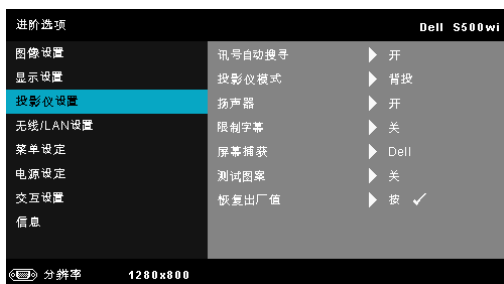 进阶选项 Dell S500wi
图像设置 讯号自动搜寻 开
显示设置 投影仪模式 背投
投影仪设置 扬声器 开
无线/LAN设置 限制字幕 关
菜单设定 屏幕捕获 Dell
电源设定 测试图案 关
交互设置 恢复出厂值 按 ✓
信息
分辨率 1280x800